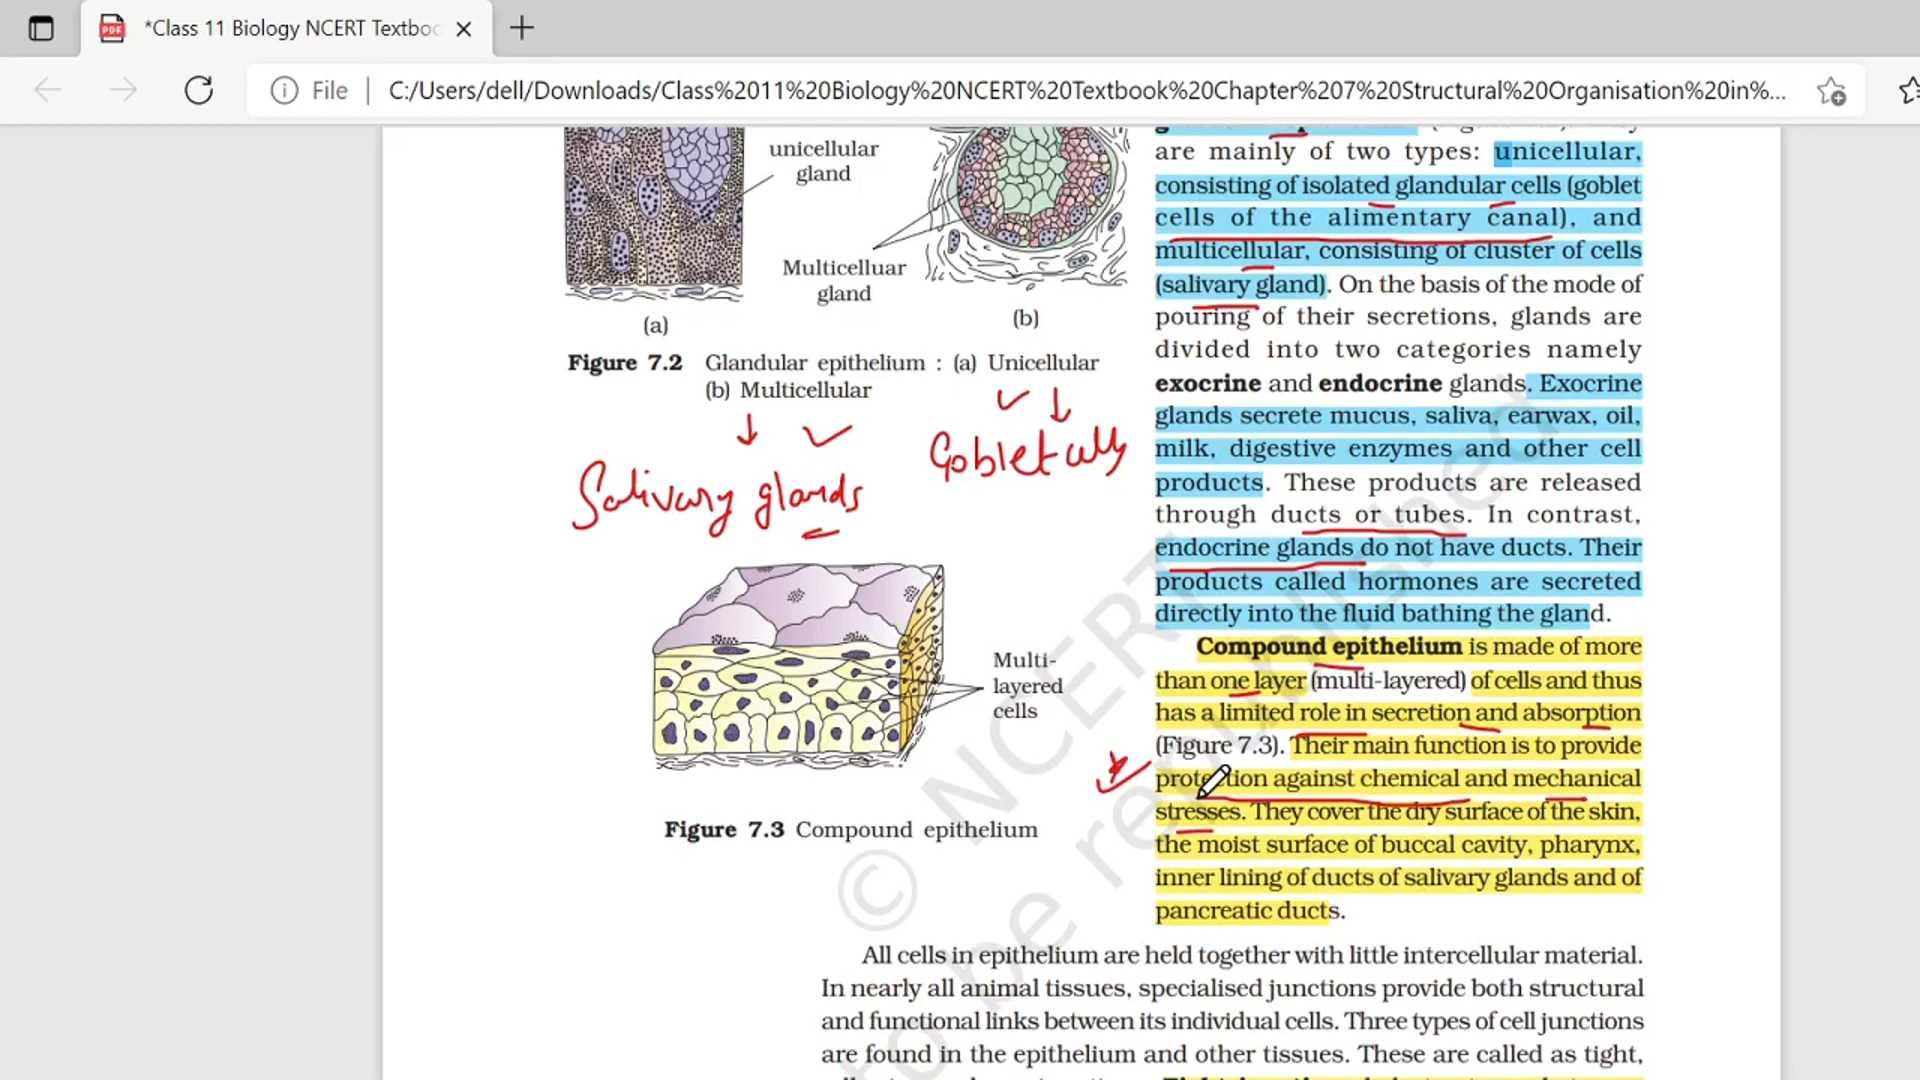 *Class 11 Biology NCERT Textboo
File
C:/Users/dell/Downloads/Class%2011%20Biology%20NCERT%20Textbook%20Chapter%207%20Structural%20Organisation%20in%...
unicellular
gland
Multicelluar
gland
(a)
(b)
Figure 7.2 Glandular epithelium : (a) Unicellular
(b) Multicellular
Goblet cells
Salivary glands
Multi-
layered
cells
Figure 7.3 Compound epithelium
are mainly of two types: unicellular,
consisting of isolated glandular cells (goblet
cells of the alimentary canal), and
multicellular, consisting of cluster of cells
(salivary gland). On the basis of the mode of
pouring of their secretions, glands are
divided into two categories namely
exocrine and endocrine glands. Exocrine
glands secrete mucus, saliva, earwax, oil,
milk, digestive enzymes and other cell
products. These products are released
through ducts or tubes. In contrast,
endocrine glands do not have ducts. Their
products called hormones are secreted
directly into the fluid bathing the gland.
Compound epithelium is made of more
than one layer (multi-layered) of cells and thus
has a limited role in secretion and absorption
(Figure 7.3). Their main function is to provide
protection against chemical and mechanical
stresses. They cover the dry surface of the skin,
the moist surface of buccal cavity, pharynx,
inner lining of ducts of salivary glands and of
pancreatic ducts.
All cells in epithelium are held together with little intercellular material.
In nearly all animal tissues, specialised junctions provide both structural
and functional links between its individual cells. Three types of cell junctions
are found in the epithelium and other tissues. These are called as tight,
© NCERT
to be republished